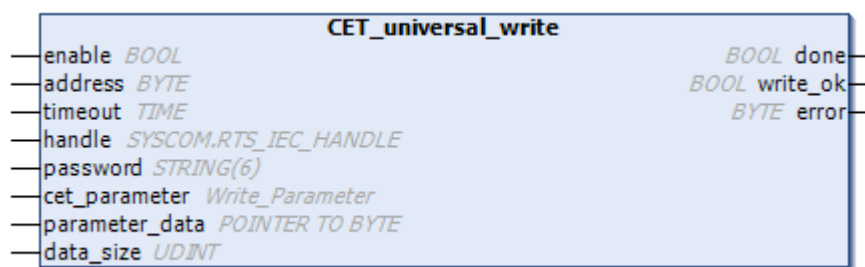 CET_universal_write
enable BOOL BOOL done
address BYTE BOOL write_ok
timeout TIME BYTE error
handle SYSCOM.RTS_IEC_HANDLE
password STRING(6)
cet_parameter Write_Parameter
parameter_data POINTER TO BYTE
data_size UDINT